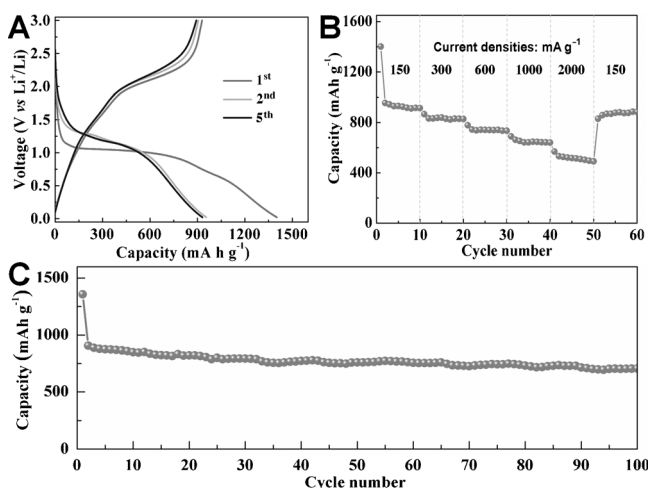 A
Voltage (V vs Li⁺/Li)
3.0
2.5
2.0
1.5
1.0
0.5
0.0
1ˢᵗ
2ⁿᵈ
5ᵗʰ
0 300 600 900 1200 1500
Capacity (mA h g⁻¹)
B
Capacity (mAh g⁻¹)
1600
1200
800
400
0
Current densities: mA g⁻¹
150 300 600 1000 2000 150
0 10 20 30 40 50 60
Cycle number
C
Capacity (mAh g⁻¹)
1500
1000
500
0
0 10 20 30 40 50 60 70 80 90 100
Cycle number